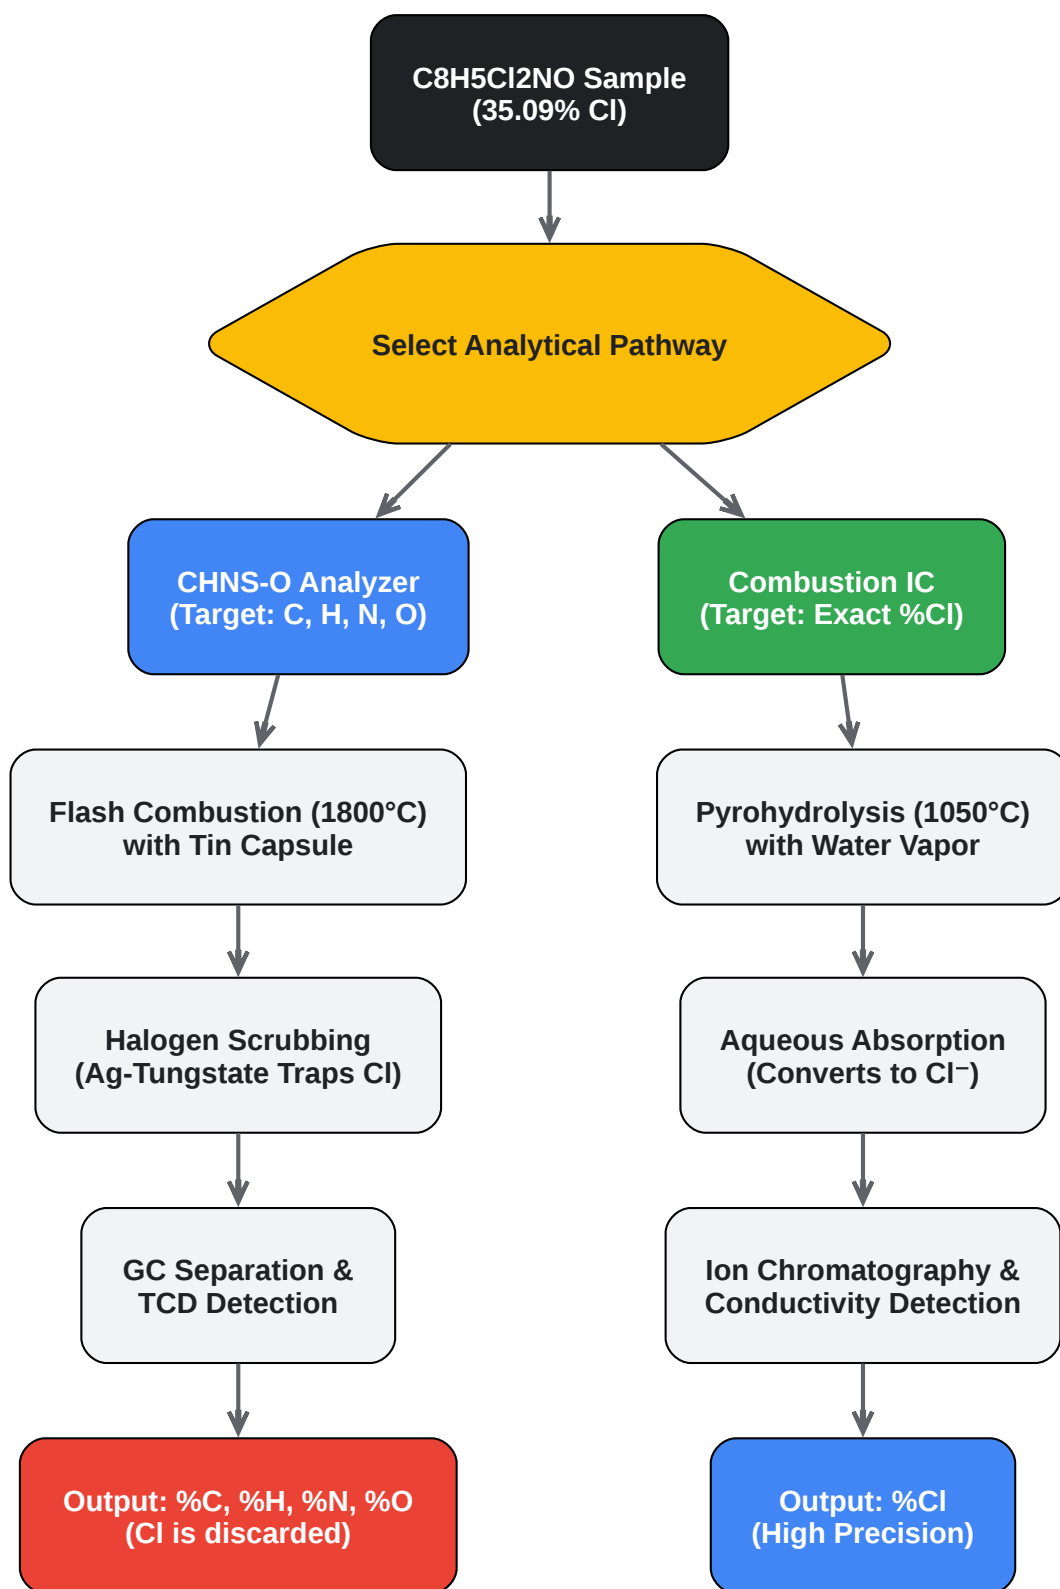 C8H5Cl2NO Sample
(35.09% Cl)
Select Analytical Pathway
CHNS-O Analyzer
(Target: C, H, N, O)
Combustion IC
(Target: Exact %Cl)
Flash Combustion (1800°C)
with Tin Capsule
Pyrohydrolysis (1050°C)
with Water Vapor
Halogen Scrubbing
(Ag-Tungstate Traps Cl)
Aqueous Absorption
(Converts to Cl⁻)
GC Separation &
TCD Detection
Ion Chromatography &
Conductivity Detection
Output: %C, %H, %N, %O
(Cl is discarded)
Output: %Cl
(High Precision)